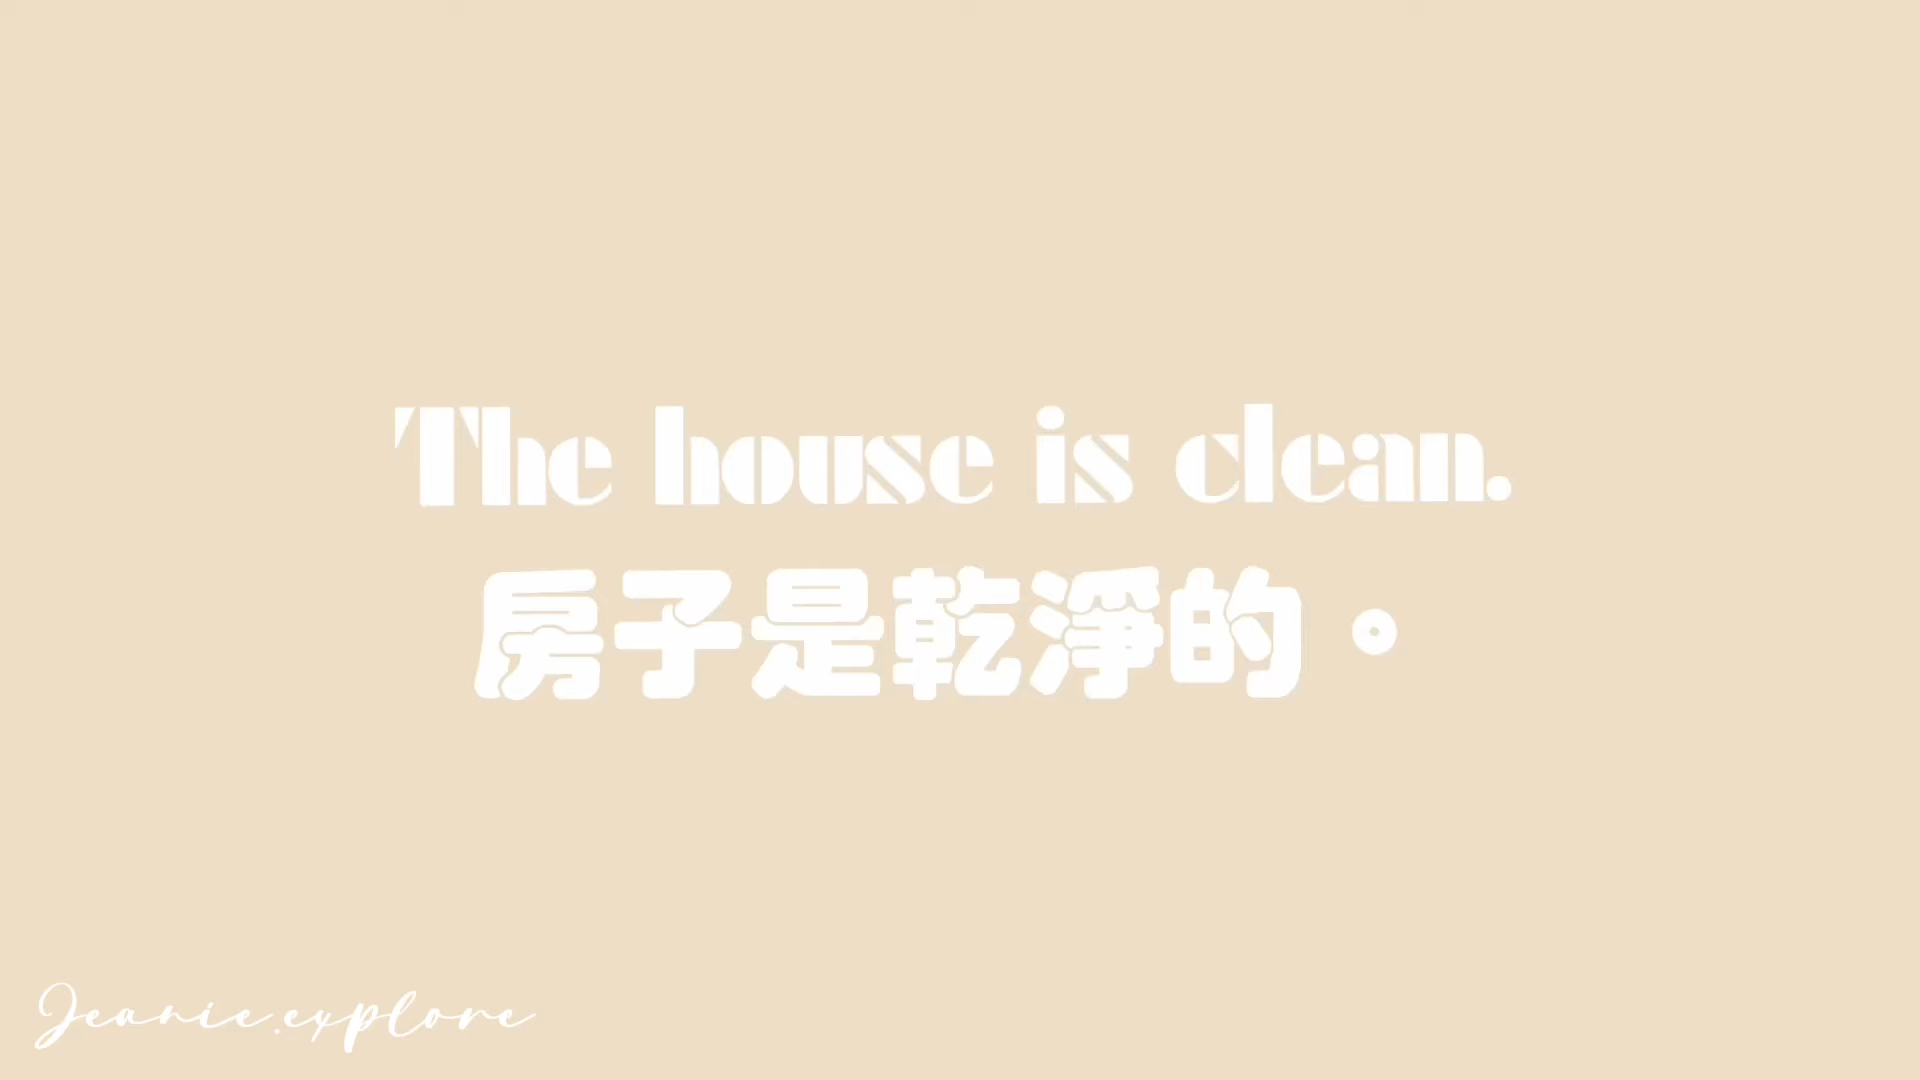 The house is clean.
房子是乾淨的。
Jeanie.explore